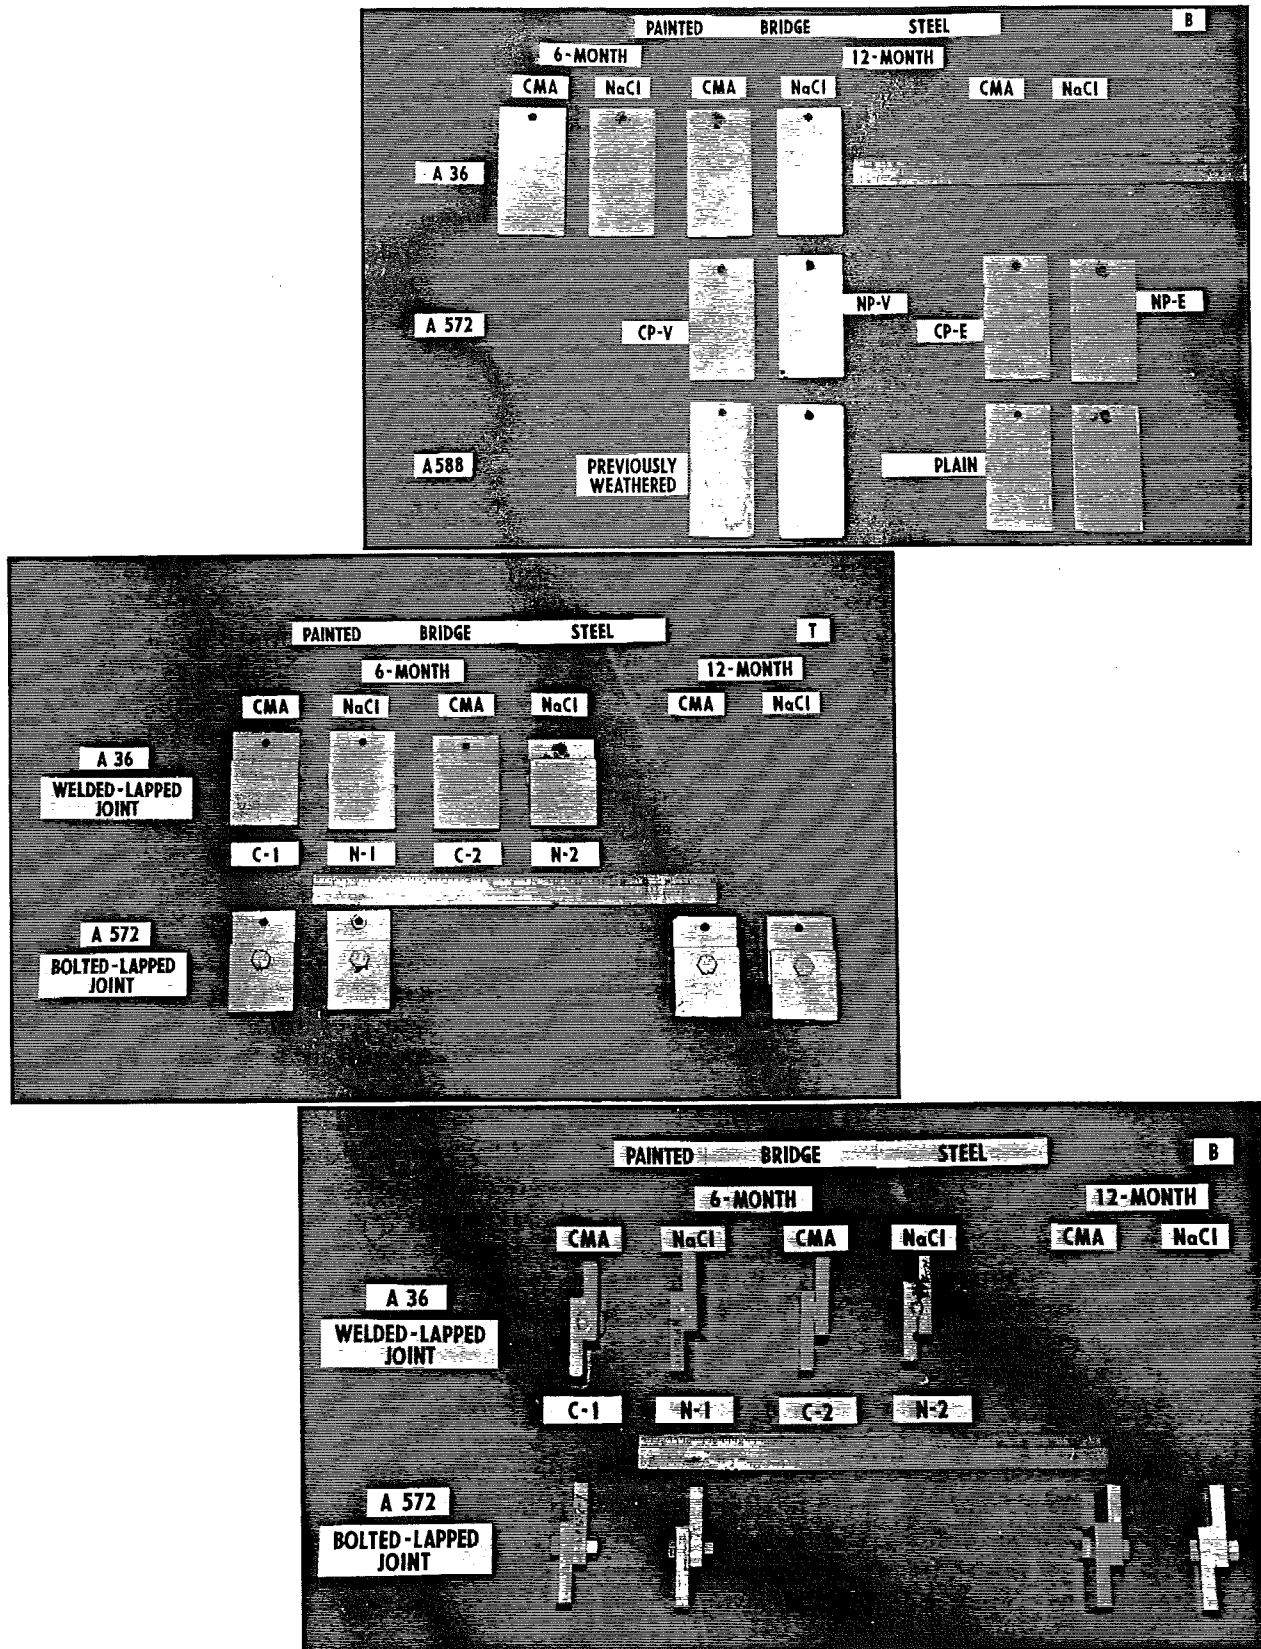 PAINTED BRIDGE STEEL B
6-MONTH 12-MONTH
CMA NaCl CMA NaCl CMA NaCl
A 36
A 572 CP-V NP-V CP-E NP-E
A588 PREVIOUSLY WEATHERED PLAIN
PAINTED BRIDGE STEEL T
6-MONTH 12-MONTH
CMA NaCl CMA NaCl CMA NaCl
A 36
WELDED-LAPPED
JOINT
C-1 N-1 C-2 N-2
A 572
BOLTED-LAPPED
JOINT
PAINTED BRIDGE STEEL B
6-MONTH 12-MONTH
CMA NaCl CMA NaCl CMA NaCl
A 36
WELDED-LAPPED
JOINT
C-1 N-1 C-2 N-2
A 572
BOLTED-LAPPED
JOINT